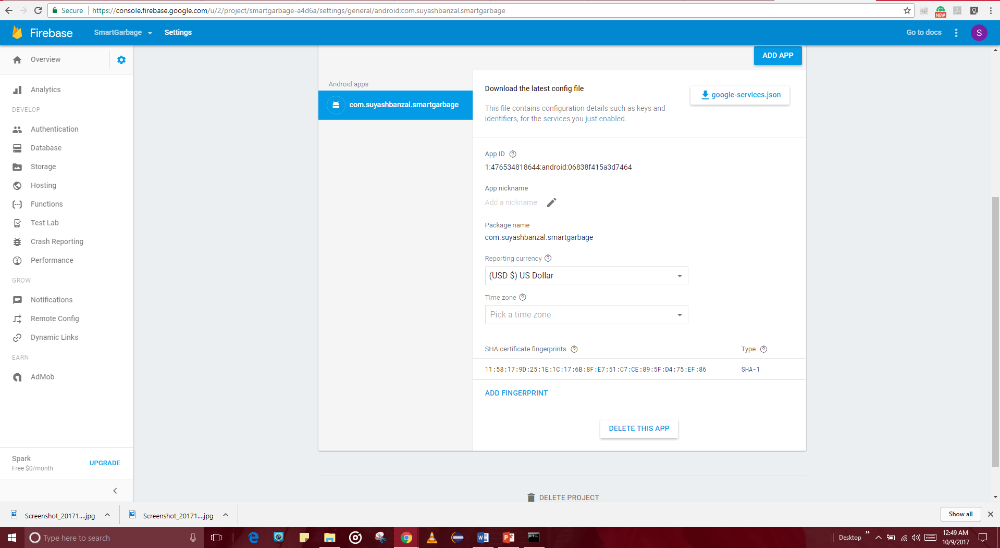 Secure
https://console.firebase.google.com/u/2/project/smartgarbage-a4d6a/settings/general/android:com.suyashbanzal.smartgarbage
NEW
Firebase
SmartGarbage
Settings
Go to docs
S
Overview
Analytics
DEVELOP
Authentication
Database
Storage
Hosting
Functions
Test Lab
Crash Reporting
Performance
GROW
Notifications
Remote Config
Dynamic Links
EARN
AdMob
Spark
Free $0/month
UPGRADE
ADD APP
Android apps
com.suyashbanzal.smartgarbage
Download the latest config file
google-services.json
This file contains configuration details such as keys and
identifiers, for the services you just enabled.
App ID
1:476534818644:android:06838f415a3d7464
App nickname
Add a nickname
Package name
com.suyashbanzal.smartgarbage
Reporting currency
(USD $) US Dollar
Time zone
Pick a time zone
SHA certificate fingerprints
Type
11:58:17:9D:25:1E:1C:17:6B:8F:E7:51:C7:CE:89:5F:D4:75:EF:86
SHA-1
ADD FINGERPRINT
DELETE THIS APP
DELETE PROJECT
Screenshot_20171....jpg
Screenshot_20171....jpg
Show all
Type here to search
Desktop
12:49 AM
10/9/2017